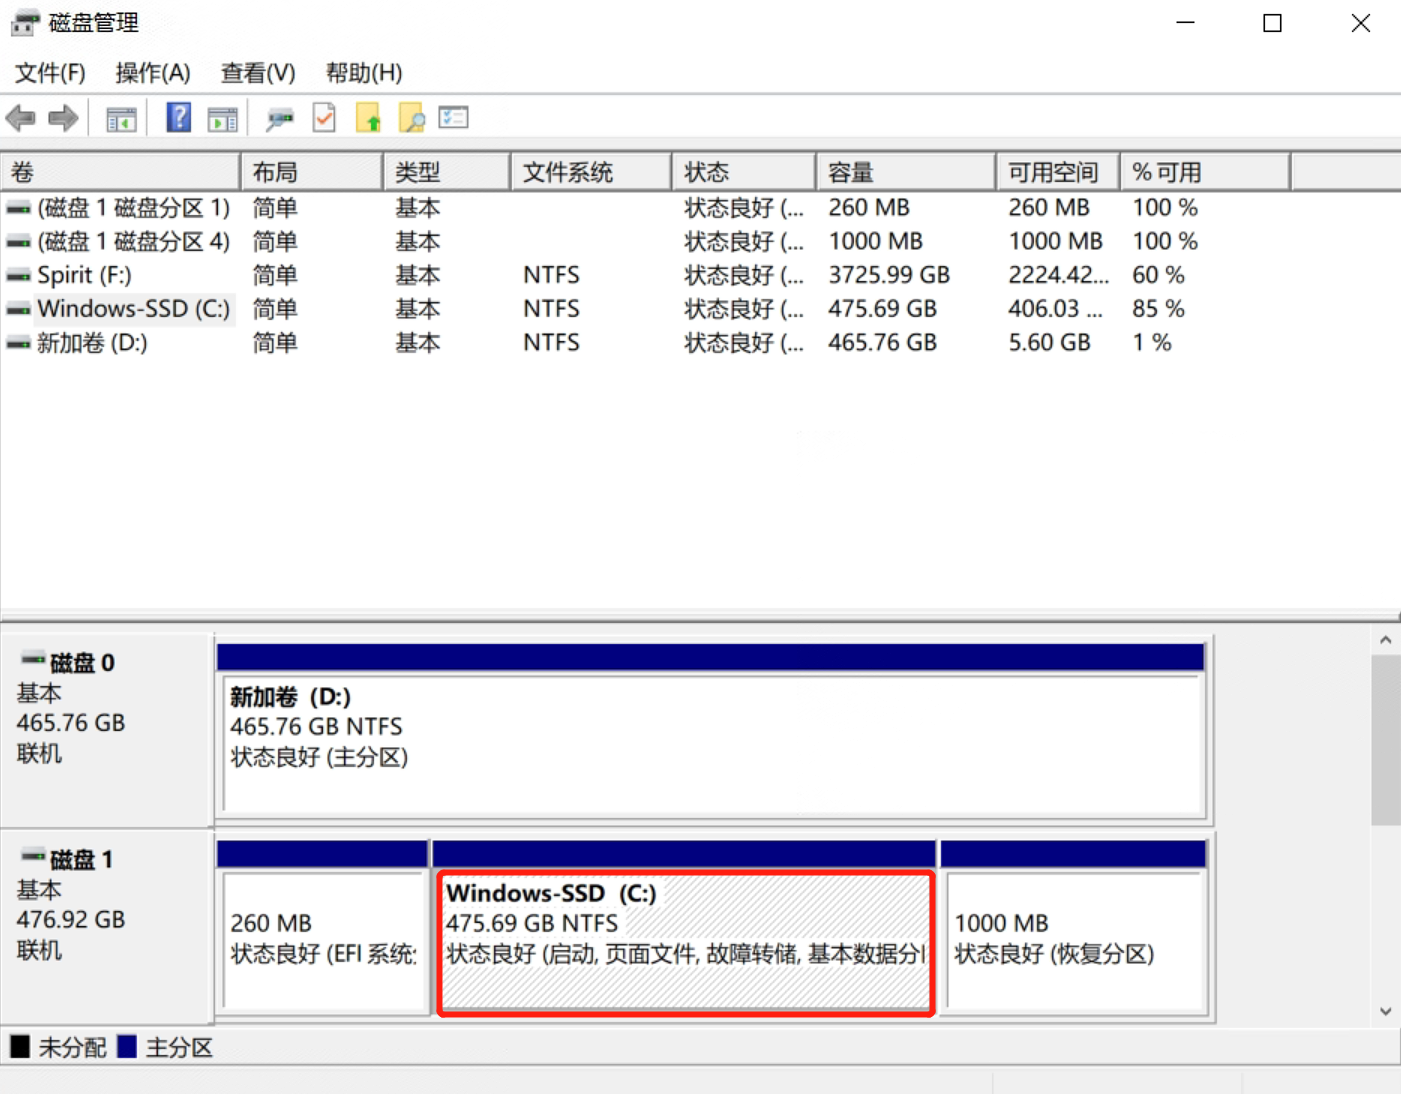 磁盘管理
文件(F) 操作(A) 查看(V) 帮助(H)
卷 布局 类型 文件系统 状态 容量 可用空间 % 可用
(磁盘 1 磁盘分区 1) 简单 基本 状态良好 (... 260 MB 260 MB 100 %
(磁盘 1 磁盘分区 4) 简单 基本 状态良好 (... 1000 MB 1000 MB 100 %
Spirit (F:) 简单 基本 NTFS 状态良好 (... 3725.99 GB 2224.42... 60 %
Windows-SSD (C:) 简单 基本 NTFS 状态良好 (... 475.69 GB 406.03 ... 85 %
新加卷 (D:) 简单 基本 NTFS 状态良好 (... 465.76 GB 5.60 GB 1 %
磁盘 0
基本
465.76 GB
联机
新加卷 (D:)
465.76 GB NTFS
状态良好 (主分区)
磁盘 1
基本
476.92 GB
联机
260 MB
状态良好 (EFI 系统
Windows-SSD (C:)
475.69 GB NTFS
状态良好 (启动, 页面文件, 故障转储, 基本数据分
1000 MB
状态良好 (恢复分区)
未分配 主分区